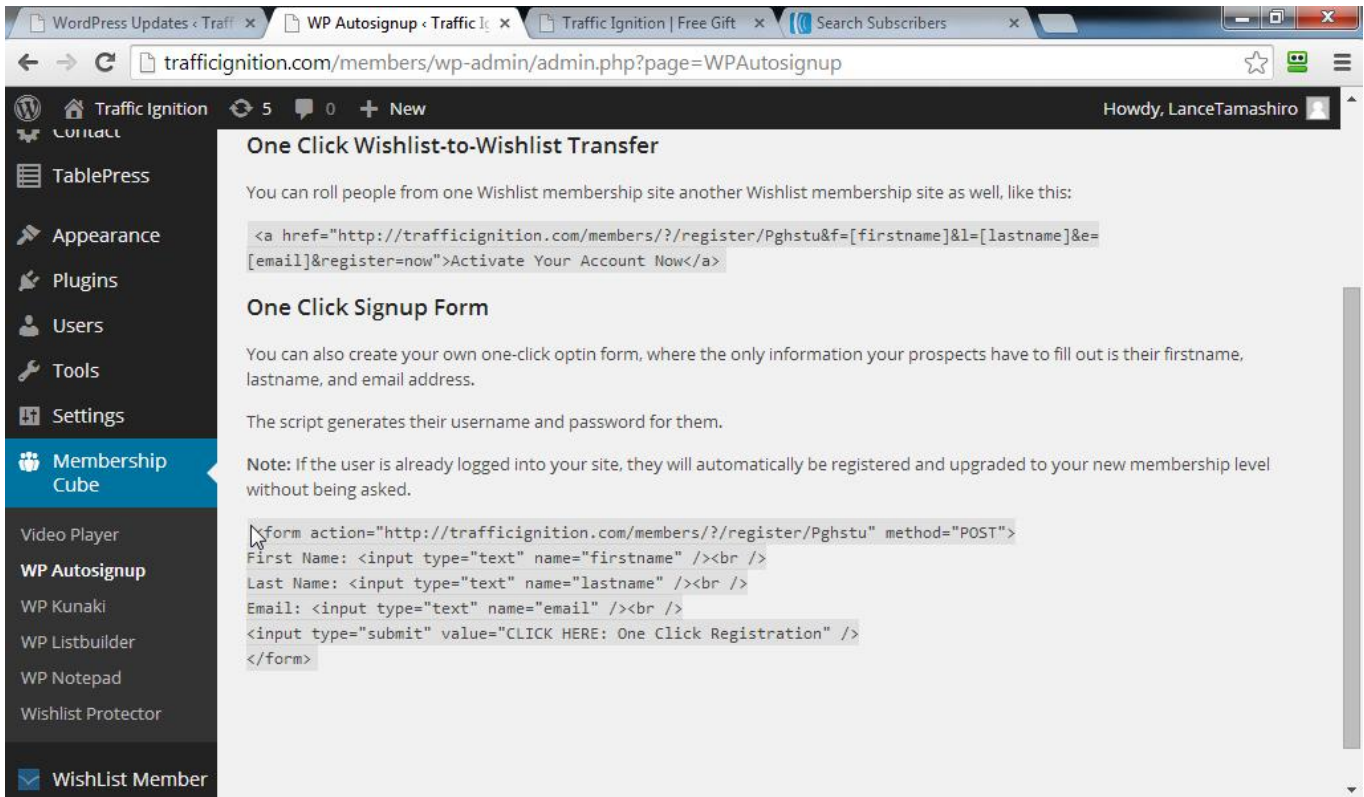 WordPress Updates ‹ Traff
WP Autosignup ‹ Traffic Ig
Traffic Ignition | Free Gift
Search Subscribers
trafficignition.com/members/wp-admin/admin.php?page=WPAutosignup
Traffic Ignition 5 0 + New Howdy, LanceTamashiro
Contact
TablePress
Appearance
Plugins
Users
Tools
Settings
Membership
Cube
Video Player
WP Autosignup
WP Kunaki
WP Listbuilder
WP Notepad
Wishlist Protector
WishList Member
One Click Wishlist-to-Wishlist Transfer
You can roll people from one Wishlist membership site another Wishlist membership site as well, like this:
<a href="http://trafficignition.com/members/?/register/Pghstu&f=[firstname]&l=[lastname]&e=
[email]&register=now">Activate Your Account Now</a>
One Click Signup Form
You can also create your own one-click optin form, where the only information your prospects have to fill out is their firstname,
lastname, and email address.
The script generates their username and password for them.
Note: If the user is already logged into your site, they will automatically be registered and upgraded to your new membership level
without being asked.
<form action="http://trafficignition.com/members/?/register/Pghstu" method="POST">
First Name: <input type="text" name="firstname" /><br />
Last Name: <input type="text" name="lastname" /><br />
Email: <input type="text" name="email" /><br />
<input type="submit" value="CLICK HERE: One Click Registration" />
</form>